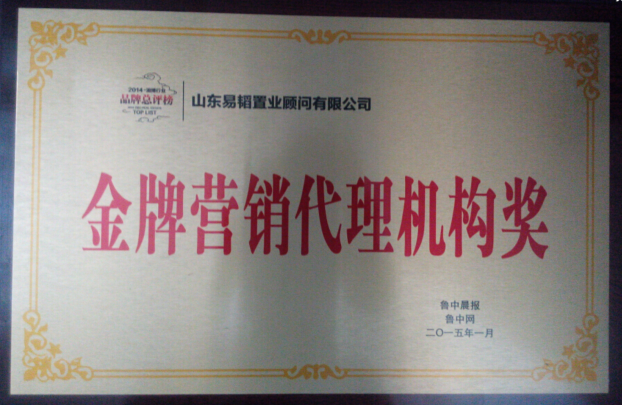 品牌总评榜
TOP LIST
山东易韬置业顾问有限公司
金牌营销代理机构奖
鲁中晨报
鲁中网
二〇一五年一月